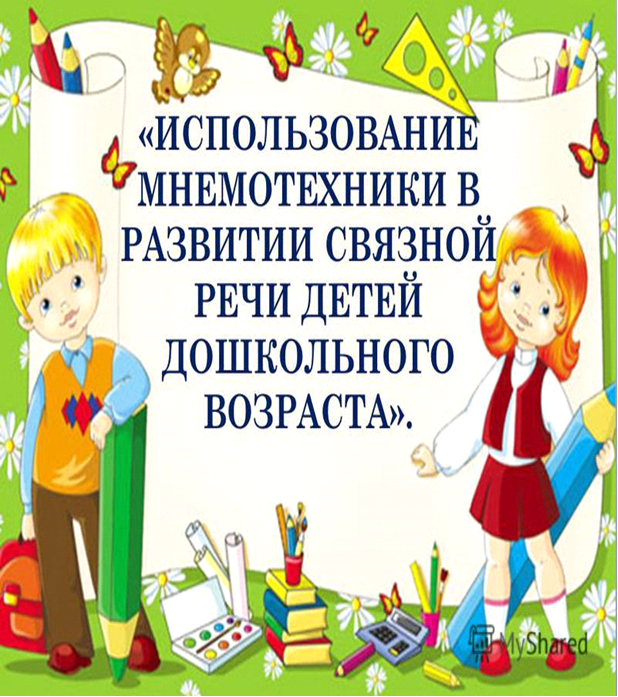 «ИСПОЛЬЗОВАНИЕ
МНЕМОТЕХНИКИ В
РАЗВИТИИ СВЯЗНОЙ
РЕЧИ ДЕТЕЙ
ДОШКОЛЬНОГО
ВОЗРАСТА».
MyShared